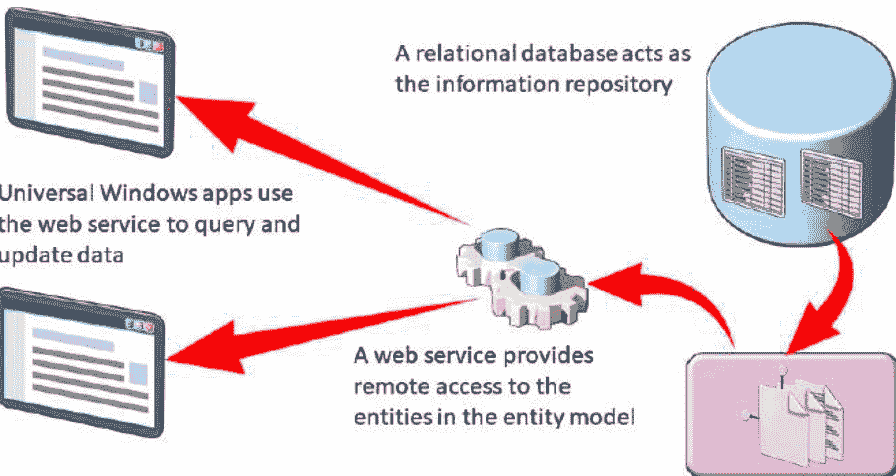 A relational database acts as
the information repository
Universal Windows apps use
the web service to query and
update data
A web service provides
remote access to the
entities in the entity model